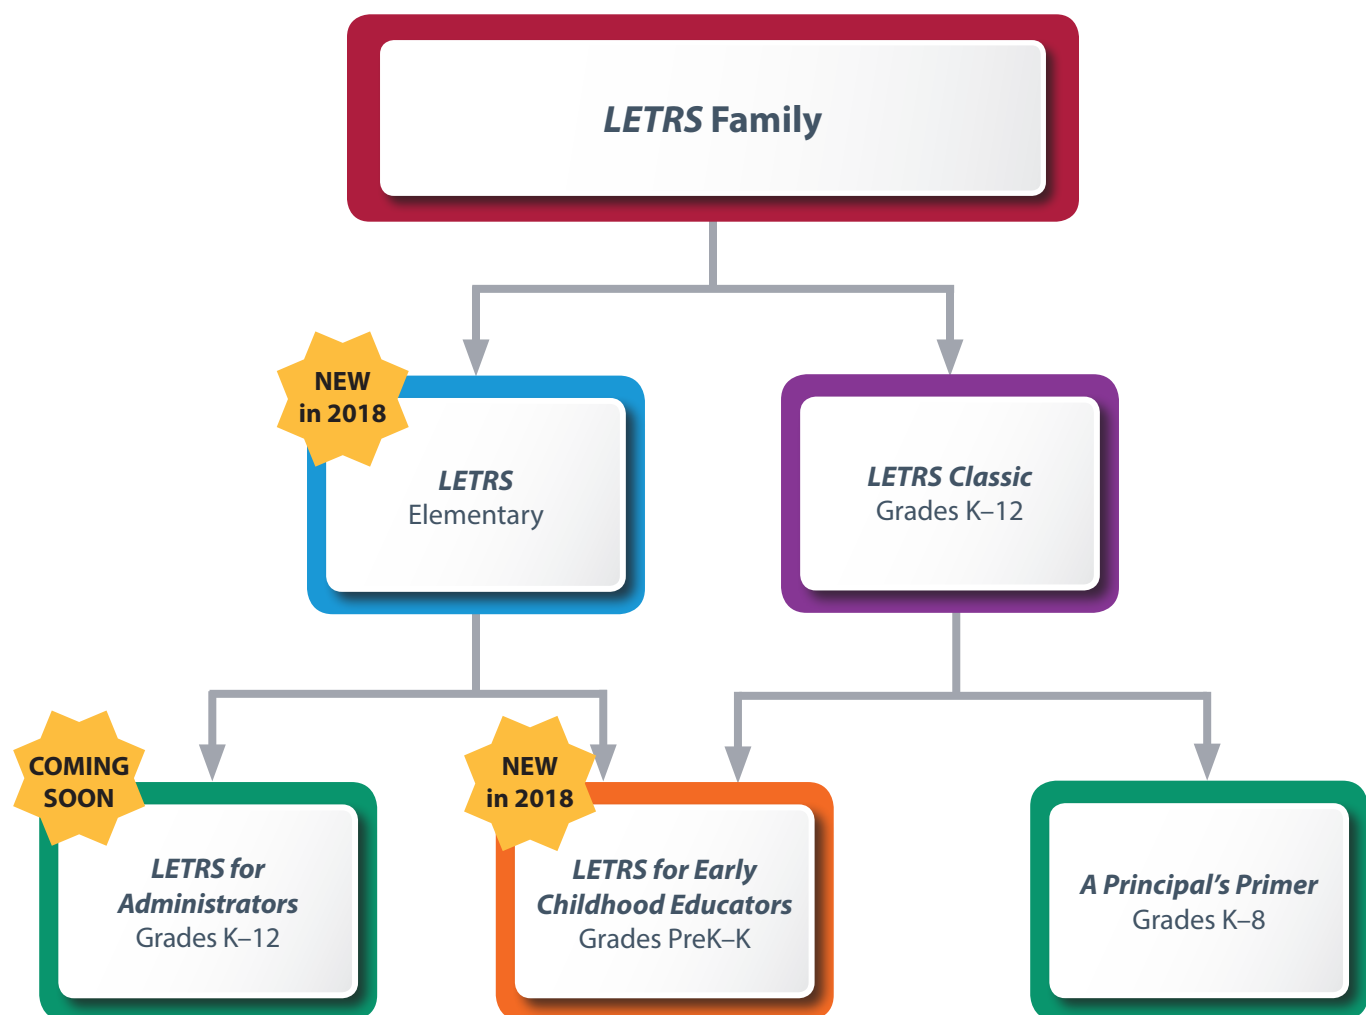 LETRS Family
NEW
in 2018
LETRS
Elementary
LETRS Classic
Grades K–12
COMING
SOON
LETRS for
Administrators
Grades K–12
NEW
in 2018
LETRS for Early
Childhood Educators
Grades PreK–K
A Principal's Primer
Grades K–8